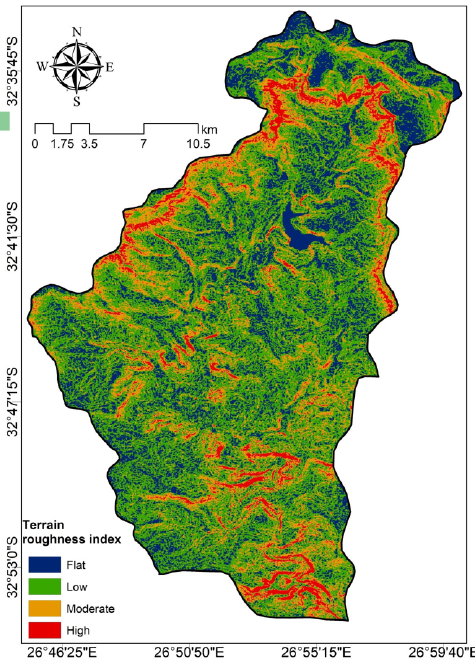 N
W E
S
km
0 1.75 3.5 7 10.5
32°35'45"S
32°41'30"S
32°47'15"S
32°53'0"S
Terrain
roughness index
Flat
Low
Moderate
High
26°46'25"E 26°50'50"E 26°55'15"E 26°59'40"E